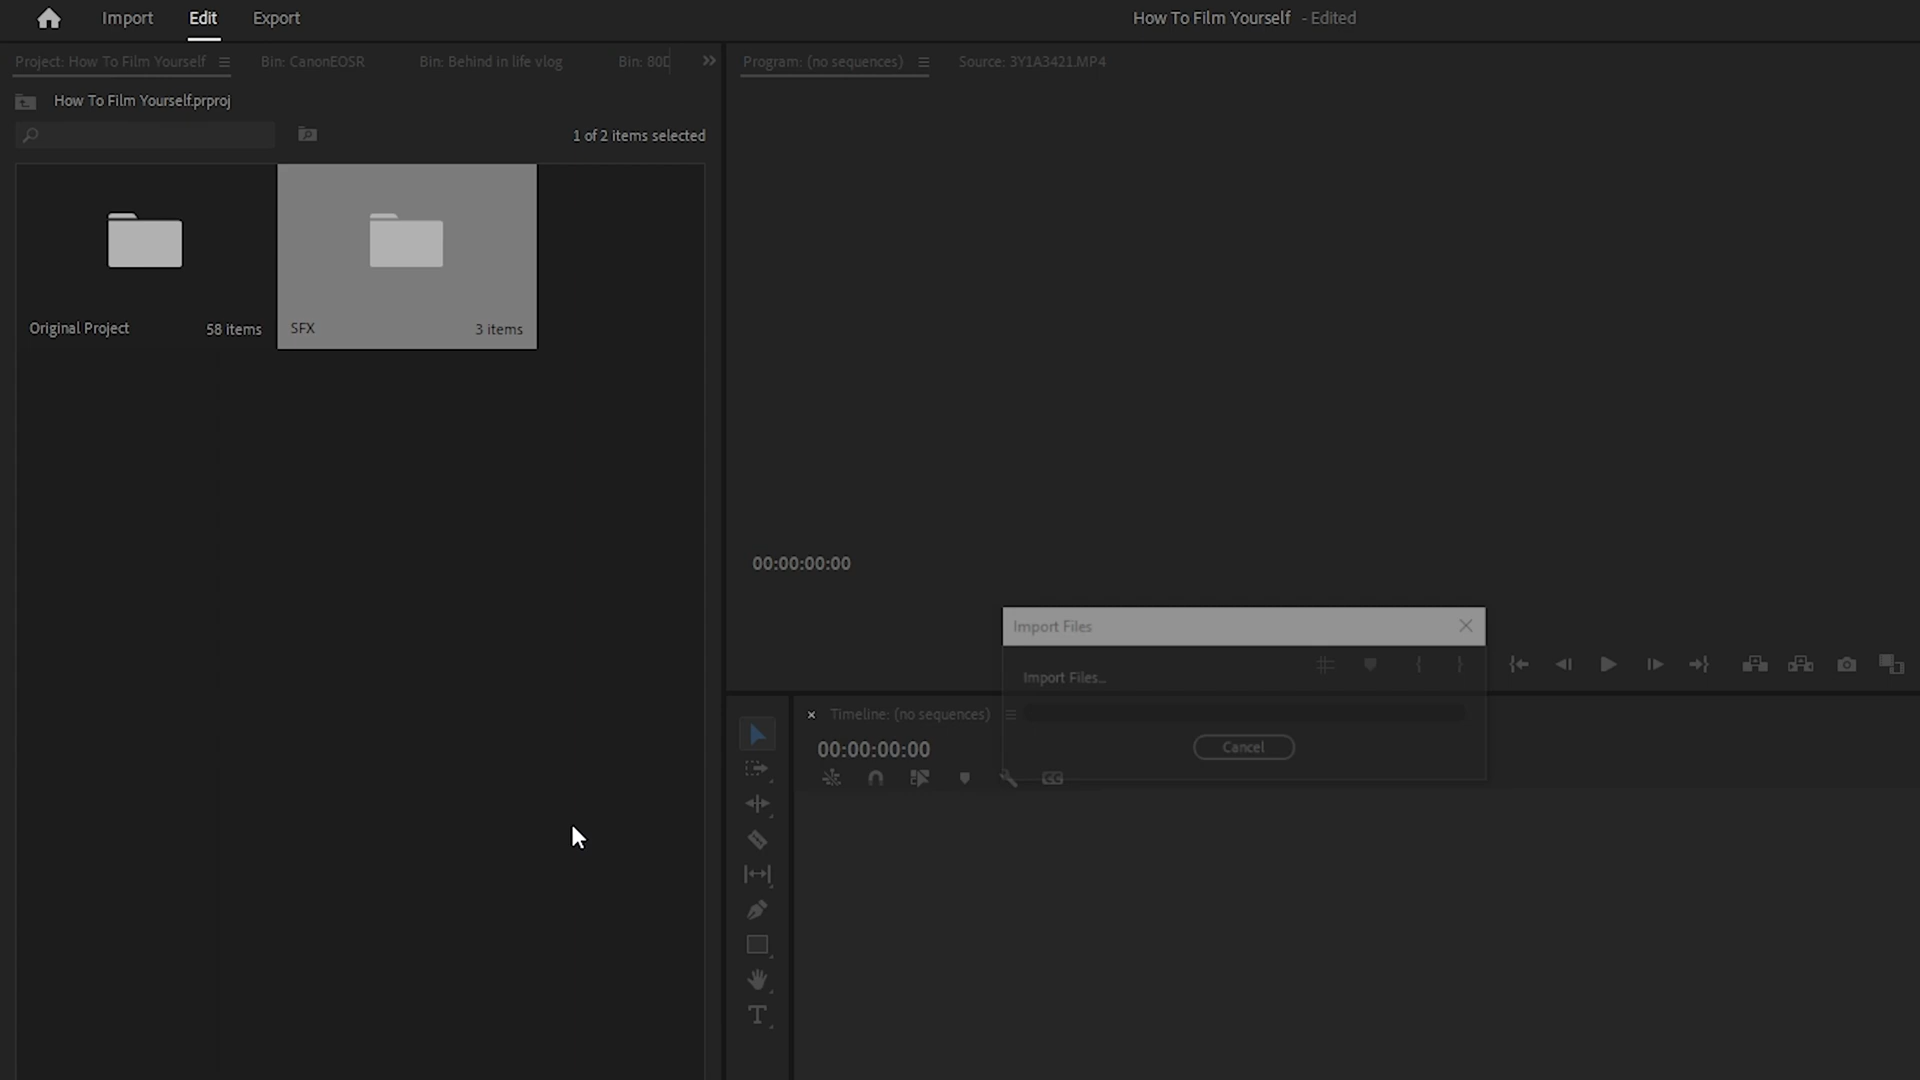 Import
Edit
Export
How To Film Yourself - Edited
Project: How To Film Yourself
Bin: CanonEOSR
Bin: Behind in life vlog
Bin: 80D
Program: (no sequences)
Source: 3Y1A3421.MP4
How To Film Yourself.prproj
1 of 2 items selected
Original Project
58 items
SFX
3 items
00:00:00:00
Import Files
Import Files...
Cancel
× Timeline: (no sequences)
00:00:00:00
CC